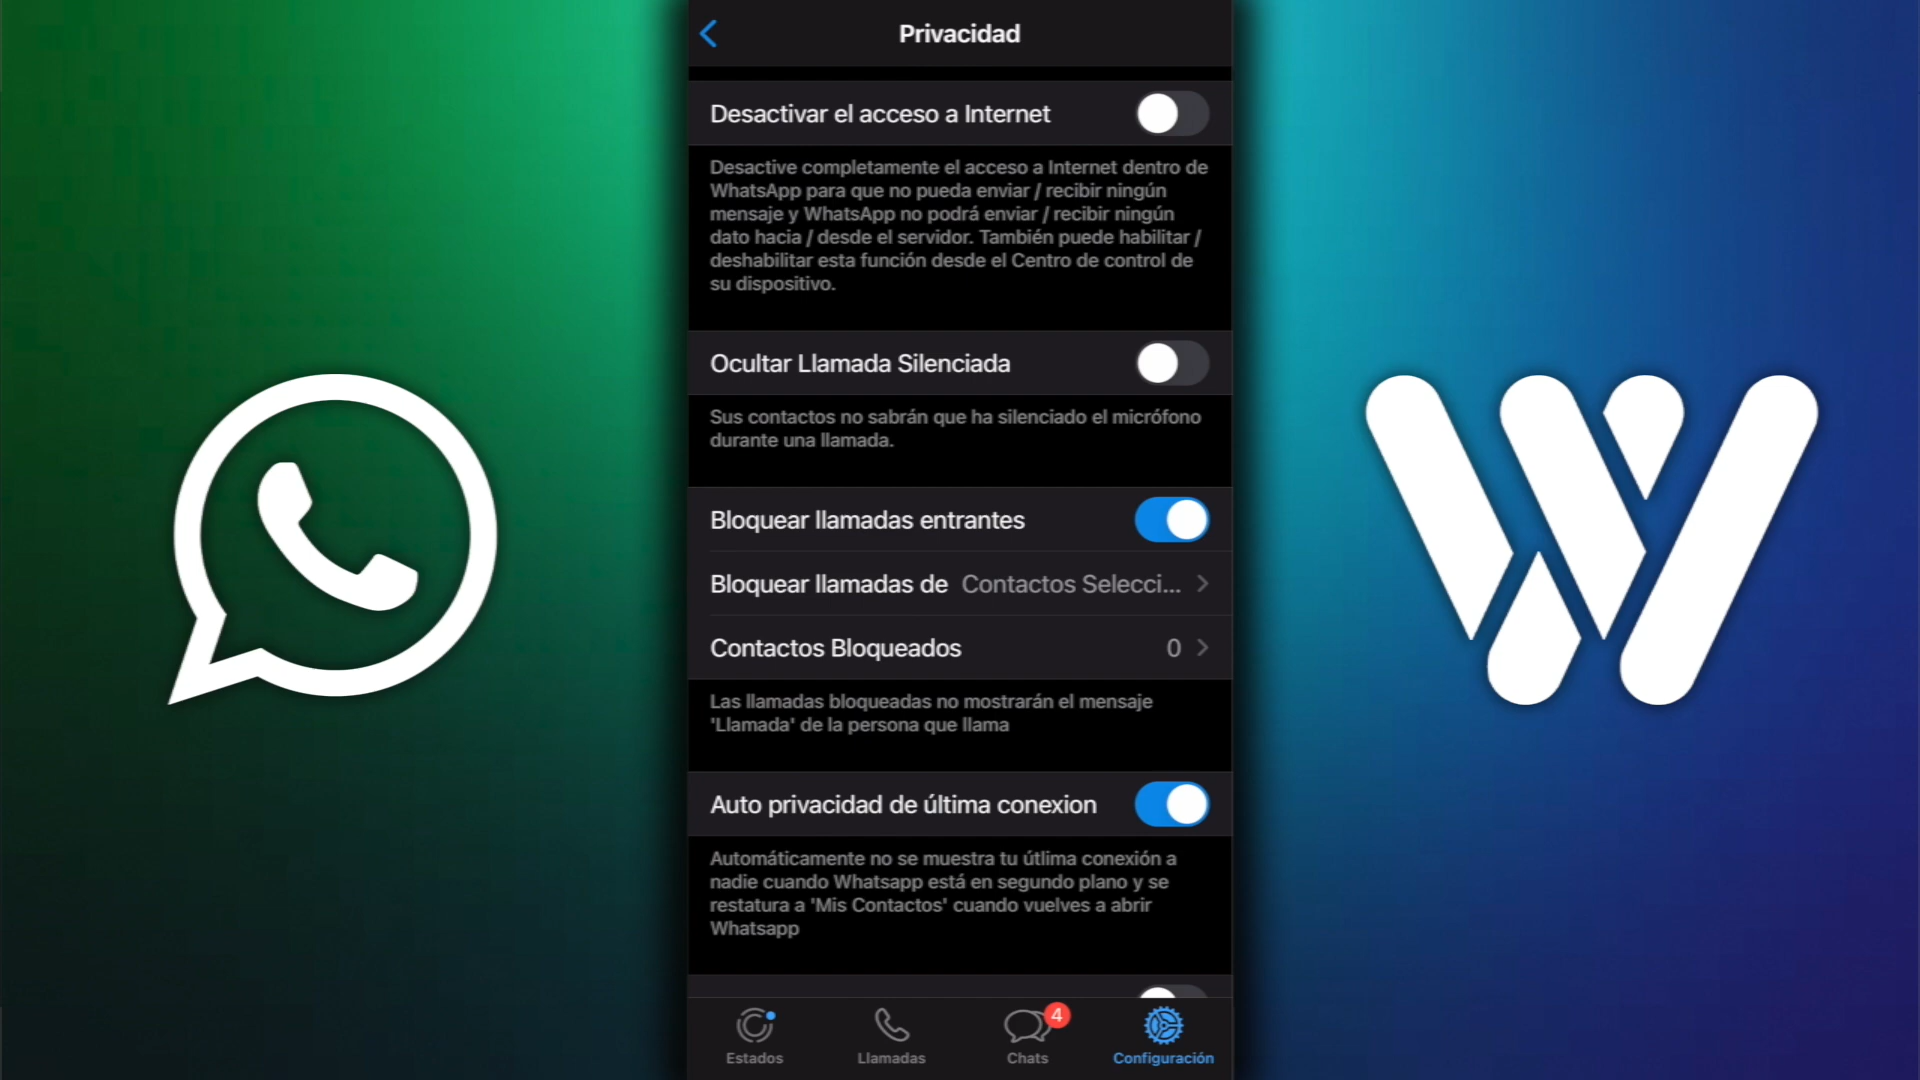 Privacidad
Desactivar el acceso a Internet
Desactive completamente el acceso a Internet dentro de
WhatsApp para que no pueda enviar / recibir ningún
mensaje y WhatsApp no podrá enviar / recibir ningún
dato hacia / desde el servidor. También puede habilitar /
deshabilitar esta función desde el Centro de control de
su dispositivo.
Ocultar Llamada Silenciada
Sus contactos no sabrán que ha silenciado el micrófono
durante una llamada.
Bloquear llamadas entrantes
Bloquear llamadas de Contactos Selecci...
Contactos Bloqueados 0
Las llamadas bloqueadas no mostrarán el mensaje
'Llamada' de la persona que llama
Auto privacidad de última conexion
Automáticamente no se muestra tu útlima conexión a
nadie cuando Whatsapp está en segundo plano y se
restatura a 'Mis Contactos' cuando vuelves a abrir
Whatsapp
4
Estados Llamadas Chats Configuración